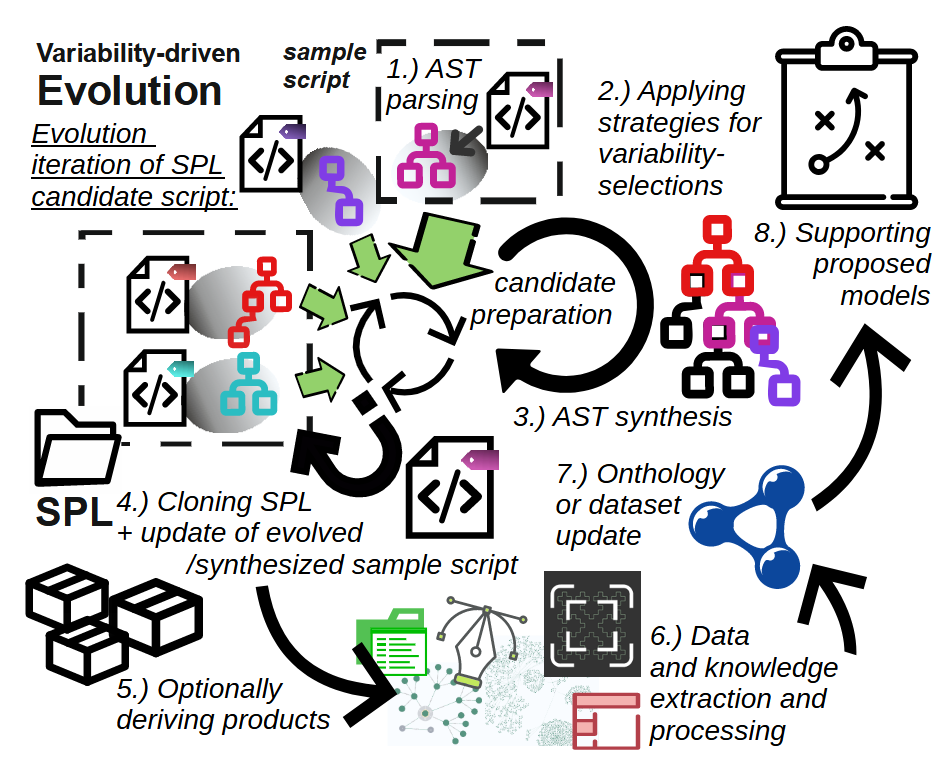 Variability-driven
Evolution
Evolution
iteration of SPL
candidate script:
sample
script
1.) AST
parsing
2.) Applying
strategies for
variability-
selections
8.) Supporting
proposed
models
candidate
preparation
3.) AST synthesis
SPL
4.) Cloning SPL
+ update of evolved
/synthesized sample script
7.) Onthology
or dataset
update
5.) Optionally
deriving products
6.) Data
and knowledge
extraction and
processing